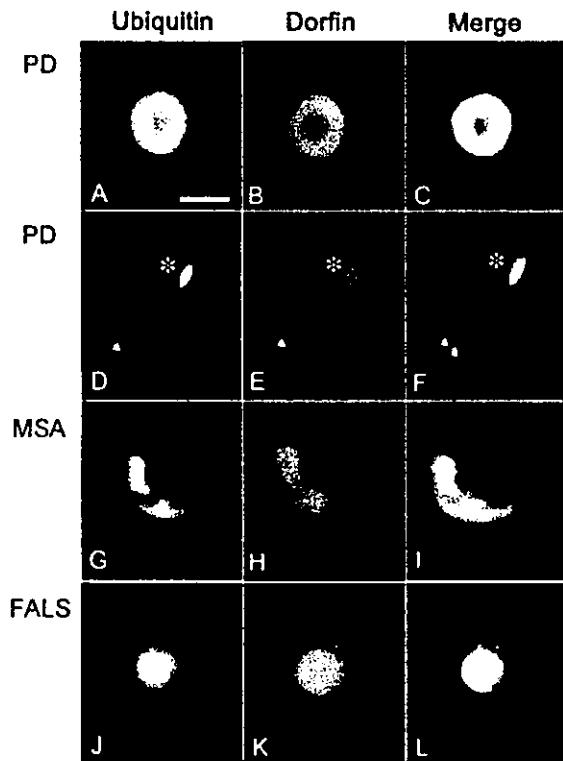 Ubiquitin Dorfin Merge
PD
A B C
PD
* * *
D E F
MSA
G H I
FALS
J K L